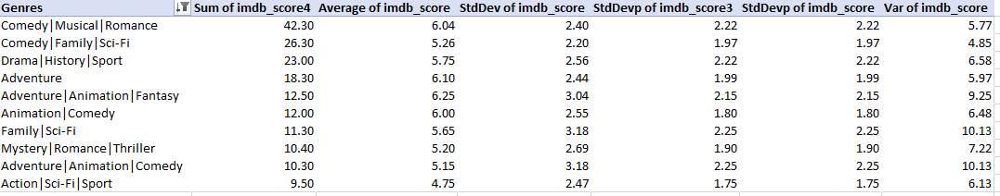 Genres Sum of imdb_score4 Average of imdb_score StdDev of imdb_score StdDevp of imdb_score3 StdDevp of imdb_score Var of imdb_score
Comedy|Musical|Romance 42.30 6.04 2.40 2.22 2.22 5.77
Comedy|Family|Sci-Fi 26.30 5.26 2.20 1.97 1.97 4.85
Drama|History|Sport 23.00 5.75 2.56 2.22 2.22 6.58
Adventure 18.30 6.10 2.44 1.99 1.99 5.97
Adventure|Animation|Fantasy 12.50 6.25 3.04 2.15 2.15 9.25
Animation|Comedy 12.00 6.00 2.55 1.80 1.80 6.48
Family|Sci-Fi 11.30 5.65 3.18 2.25 2.25 10.13
Mystery|Romance|Thriller 10.40 5.20 2.69 1.90 1.90 7.22
Adventure|Animation|Comedy 10.30 5.15 3.18 2.25 2.25 10.13
Action|Sci-Fi|Sport 9.50 4.75 2.47 1.75 1.75 6.13